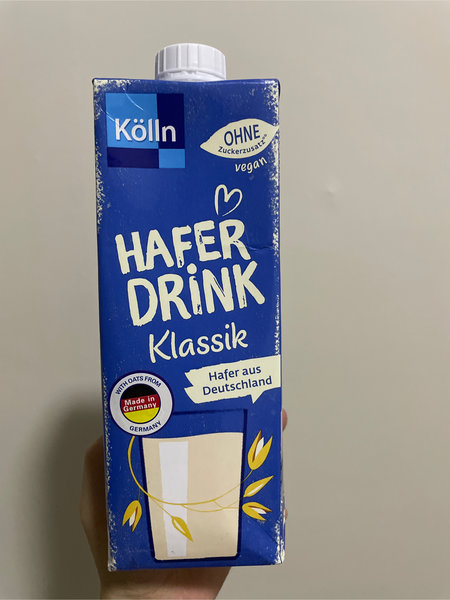 Kölln
OHNE
Zuckerzusatz**
vegan
HAFER
DRINK
Klassik
Hafer aus
Deutschland
WITH OATS FROM
Made in
Germany
GERMANY